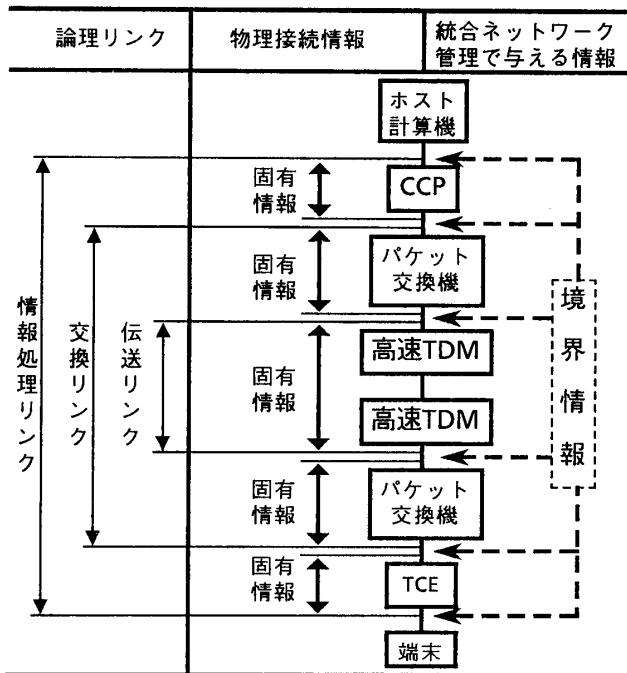 論理リンク
物理接続情報
統合ネットワーク
管理で与える情報
ホスト
計算機
固有
情報
CCP
固有
情報
パケット
交換機
情報処理リンク
交換リンク
伝送リンク
固有
情報
高速TDM
高速TDM
境界情報
固有
情報
パケット
交換機
固有
情報
TCE
端末